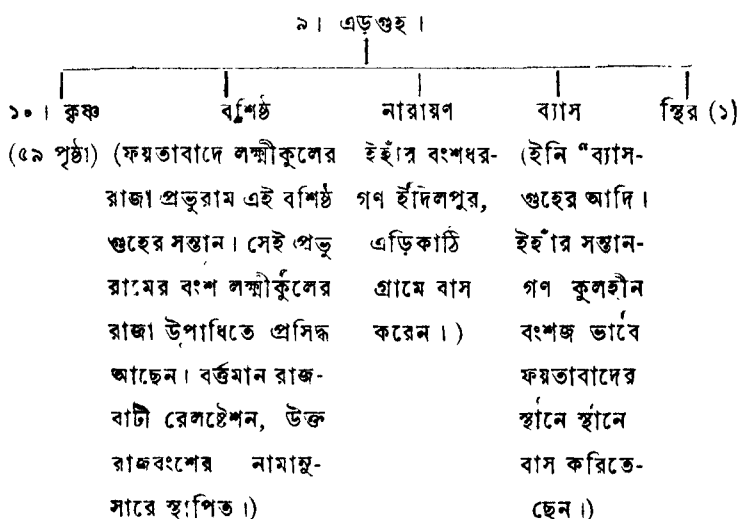 ৯। এড়গুহ।
১০। কৃষ্ণ বশিষ্ঠ নারায়ণ ব্যাস স্থির (১)
(৫৯ পৃষ্ঠা) (ফয়তাবাদে লক্ষ্মীকুলের ইহাঁর বংশধর- (ইনি “ব্যাস-
রাজা প্রভুরাম এই বশিষ্ঠ গণ ইদিলপুর, গুহের আদি।
গুহের সন্তান। সেই প্রভু এড়িকাঠি ইহাঁর সন্তান-
রামের বংশ লক্ষ্মীকুলের গ্রামে বাস গণ কুলহীন
রাজা উপাধিতে প্রসিদ্ধ করেন।) বংশজ ভাবে
আছেন। বর্ত্তমান রাজ- ফয়তাবাদের
বাটী রেলষ্টেশন, উক্ত স্থানে স্থানে
রাজবংশের নামানু- বাস করিতে-
সারে স্থাপিত।) ছেন।)